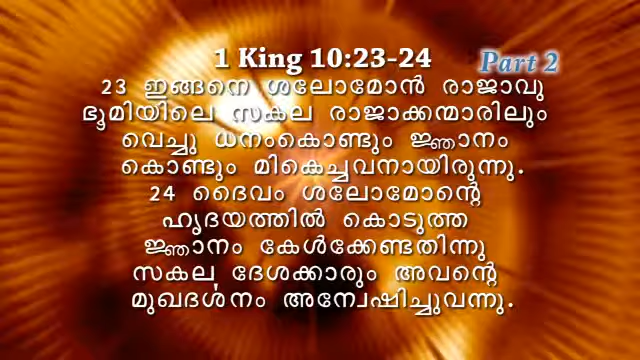 1 King 10:23-24
Part 2
23 ഇങ്ങനെ ശലോമോൻ രാജാവു
ഭൂമിയിലെ സകല രാജാക്കന്മാരിലും
വെച്ചു ധനംകൊണ്ടും ജ്ഞാനം
കൊണ്ടും മികെച്ചവനായിരുന്നു.
24 ദൈവം ശലോമോന്റെ
ഹൃദയത്തിൽ കൊടുത്ത
ജ്ഞാനം കേൾക്കേണ്ടതിന്നു
സകല ദേശക്കാരും അവന്റെ
മുഖദർശനം അന്വേഷിച്ചുവന്നു.